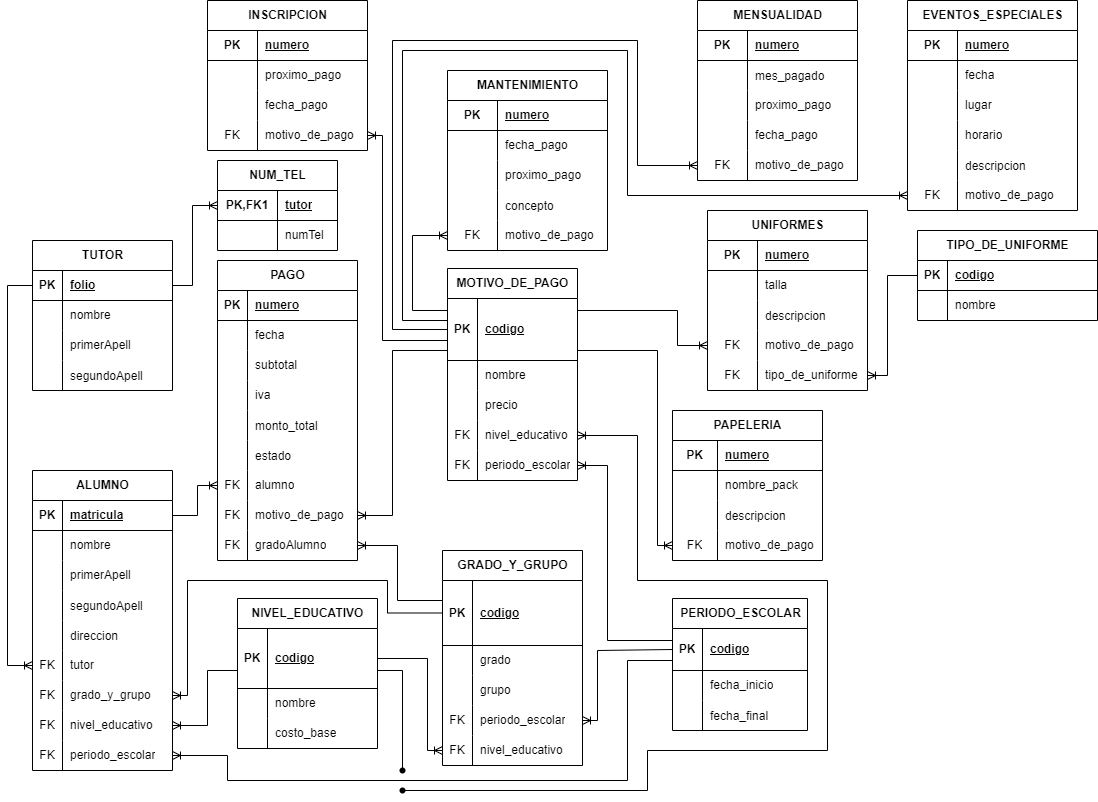 INSCRIPCION
PK numero
proximo_pago
fecha_pago
FK motivo_de_pago
MENSUALIDAD
PK numero
mes_pagado
proximo_pago
fecha_pago
FK motivo_de_pago
EVENTOS_ESPECIALES
PK numero
fecha
lugar
horario
descripcion
FK motivo_de_pago
MANTENIMIENTO
PK numero
fecha_pago
proximo_pago
concepto
FK motivo_de_pago
NUM_TEL
PK,FK1 tutor
numTel
TUTOR
PK folio
nombre
primerApell
segundoApell
PAGO
PK numero
fecha
subtotal
iva
monto_total
estado
FK alumno
FK motivo_de_pago
FK gradoAlumno
MOTIVO_DE_PAGO
PK codigo
nombre
precio
FK nivel_educativo
FK periodo_escolar
UNIFORMES
PK numero
talla
descripcion
FK motivo_de_pago
FK tipo_de_uniforme
TIPO_DE_UNIFORME
PK codigo
nombre
PAPELERIA
PK numero
nombre_pack
descripcion
FK motivo_de_pago
ALUMNO
PK matricula
nombre
primerApell
segundoApell
direccion
FK tutor
FK grado_y_grupo
FK nivel_educativo
FK periodo_escolar
NIVEL_EDUCATIVO
PK codigo
nombre
costo_base
GRADO_Y_GRUPO
PK codigo
grado
grupo
FK periodo_escolar
FK nivel_educativo
PERIODO_ESCOLAR
PK codigo
fecha_inicio
fecha_final